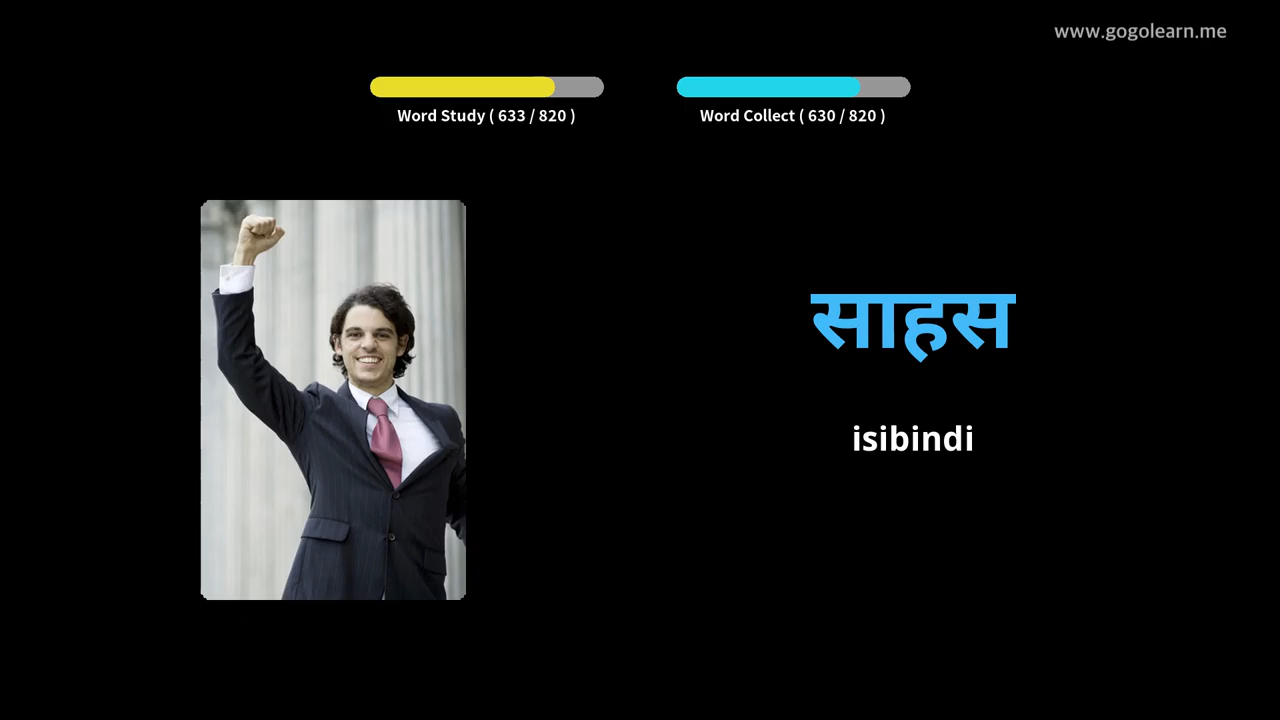 www.gogolearn.me
Word Study ( 633 / 820 )
Word Collect ( 630 / 820 )
साहस
isibindi